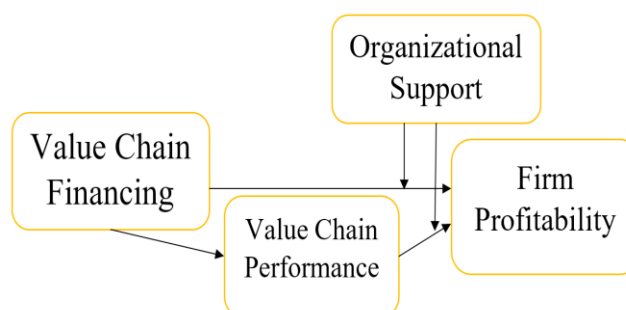 Organizational
Support
Value Chain
Financing
Firm
Profitability
Value Chain
Performance